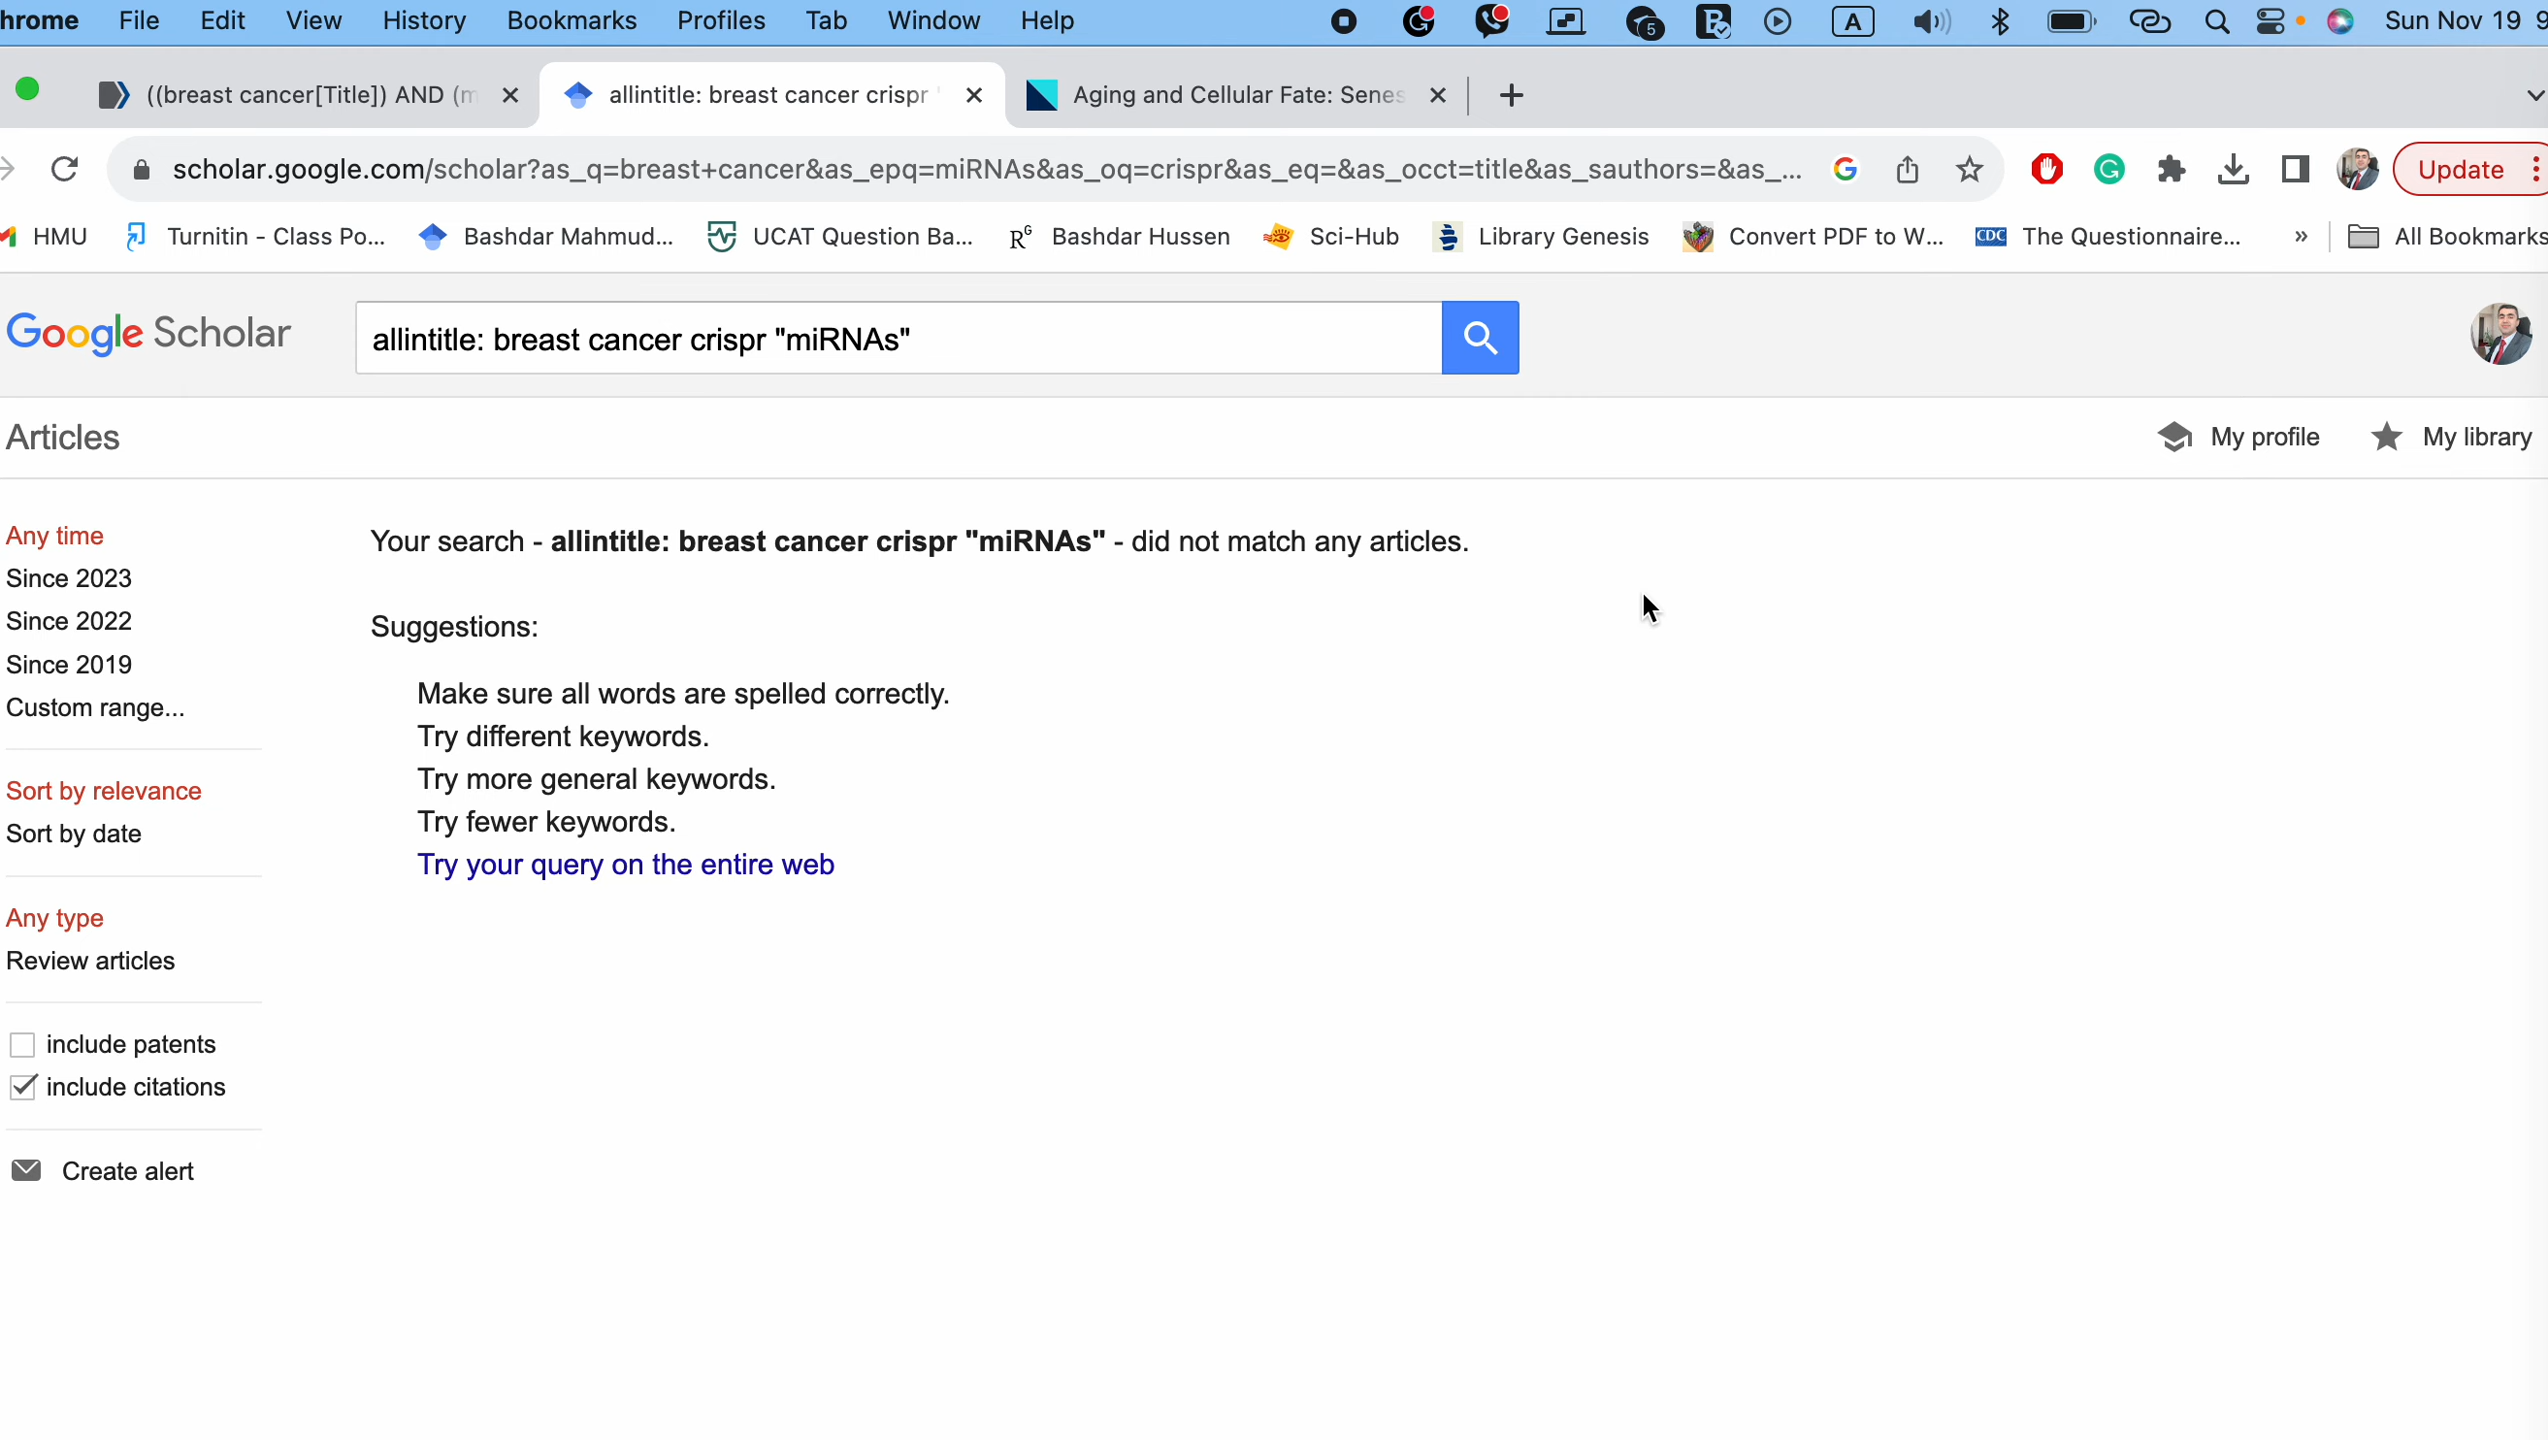 hrome File Edit View History Bookmarks Profiles Tab Window Help 5 A Sun Nov 19 9
((breast cancer[Title]) AND (m allintitle: breast cancer crispr " Aging and Cellular Fate: Senes
scholar.google.com/scholar?as_q=breast+cancer&as_epq=miRNAs&as_oq=crispr&as_eq=&as_occt=title&as_sauthors=&as_... Update
HMU Turnitin - Class Po... Bashdar Mahmud... UCAT Question Ba... RG Bashdar Hussen Sci-Hub Library Genesis Convert PDF to W... CDC The Questionnaire... » All Bookmarks
Google Scholar allintitle: breast cancer crispr "miRNAs"
Articles My profile My library
Any time
Since 2023
Since 2022
Since 2019
Custom range...
Sort by relevance
Sort by date
Any type
Review articles
include patents
include citations
Create alert
Your search - allintitle: breast cancer crispr "miRNAs" - did not match any articles.
Suggestions:
Make sure all words are spelled correctly.
Try different keywords.
Try more general keywords.
Try fewer keywords.
Try your query on the entire web